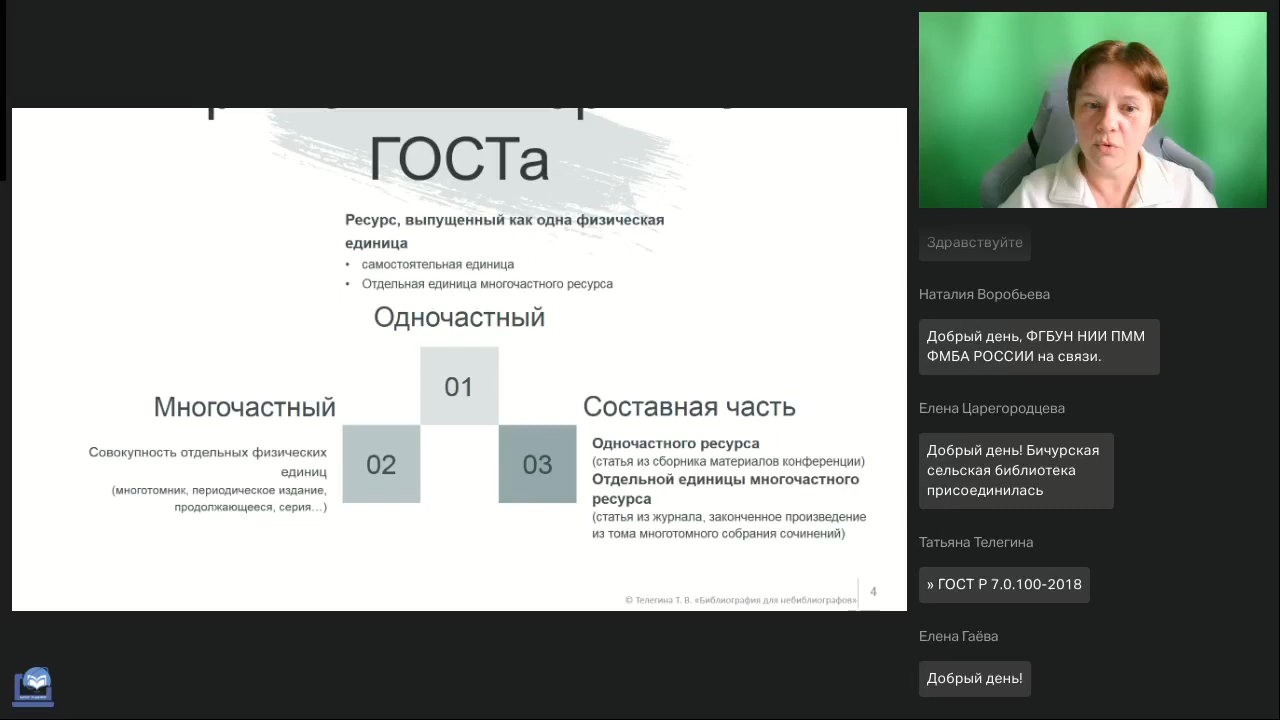 ГОСТа
Ресурс, выпущенный как одна физическая
единица
• самостоятельная единица
• Отдельная единица многочастного ресурса
Одночастный
01
Многочастный
Совокупность отдельных физических
единиц
(многотомник, периодическое издание,
продолжающееся, серия...)
02
03
Составная часть
Одночастного ресурса
(статья из сборника материалов конференции)
Отдельной единицы многочастного
ресурса
(статья из журнала, законченное произведение
из тома многотомного собрания сочинений)
© Телегина Т. В. «Библиография для небиблиографов»
4
Здравствуйте
Наталия Воробьева
Добрый день, ФГБУН НИИ ПММ
ФМБА РОССИИ на связи.
Елена Царегородцева
Добрый день! Бичурская
сельская библиотека
присоединилась
Татьяна Телегина
» ГОСТ Р 7.0.100-2018
Елена Гаёва
Добрый день!